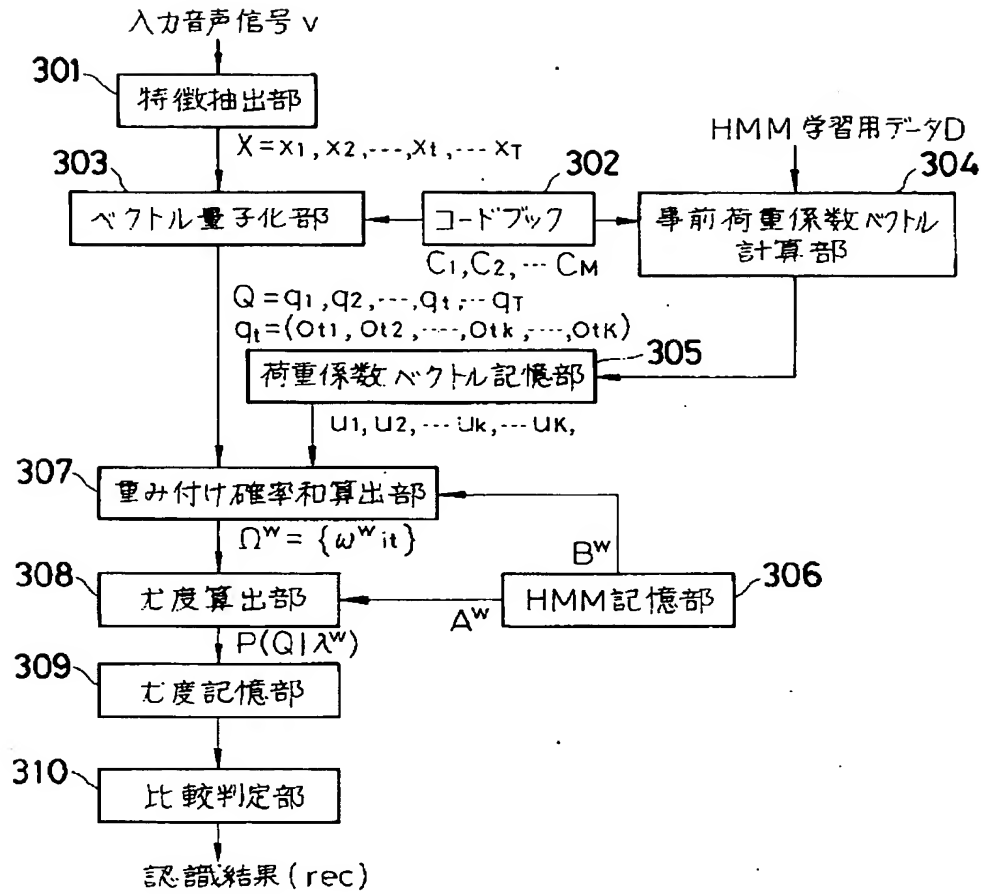 入力音声信号 v
301
特徴抽出部
X=x1, x2, ---, xt, --- xT
HMM 学習用データD
303
302
304
ベクトル量子化部
コードブック
事前荷重係数ベクトル
計算部
C1, C2, --- CM
Q=q1, q2, ---, qt, --- qT
qt=(Ot1, Ot2, ----, Otk, ----, OtK)
305
荷重係数ベクトル記憶部
u1, u2, --- uk, --- uK,
307
重み付け確率和算出部
Ω^w = {ω^w it}
B^w
308
尤度算出部
306
HMM記憶部
A^w
P(Q|λ^w)
309
尤度記憶部
310
比較判定部
認識結果(rec)